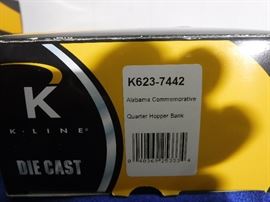 K623-7442
Alabama Commemorative
Quarter Hopper Bank
K
K-LINE
DIE CAST